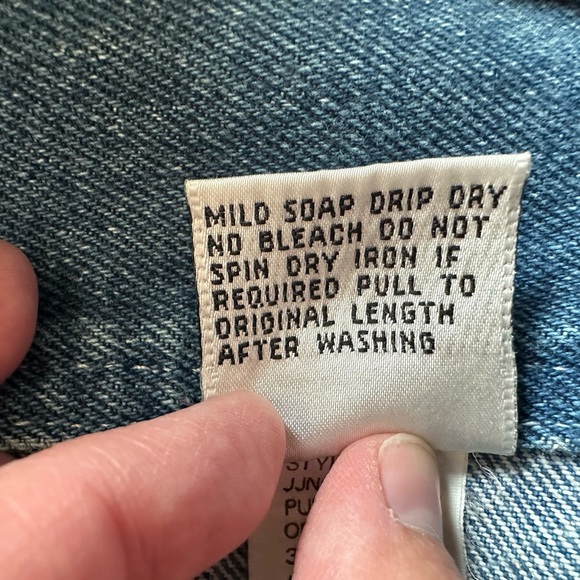 MILD SOAP DRIP DRY
NO BLEACH DO NOT
SPIN DRY IRON IF
REQUIRED PULL TO
ORIGINAL LENGTH
AFTER WASHING